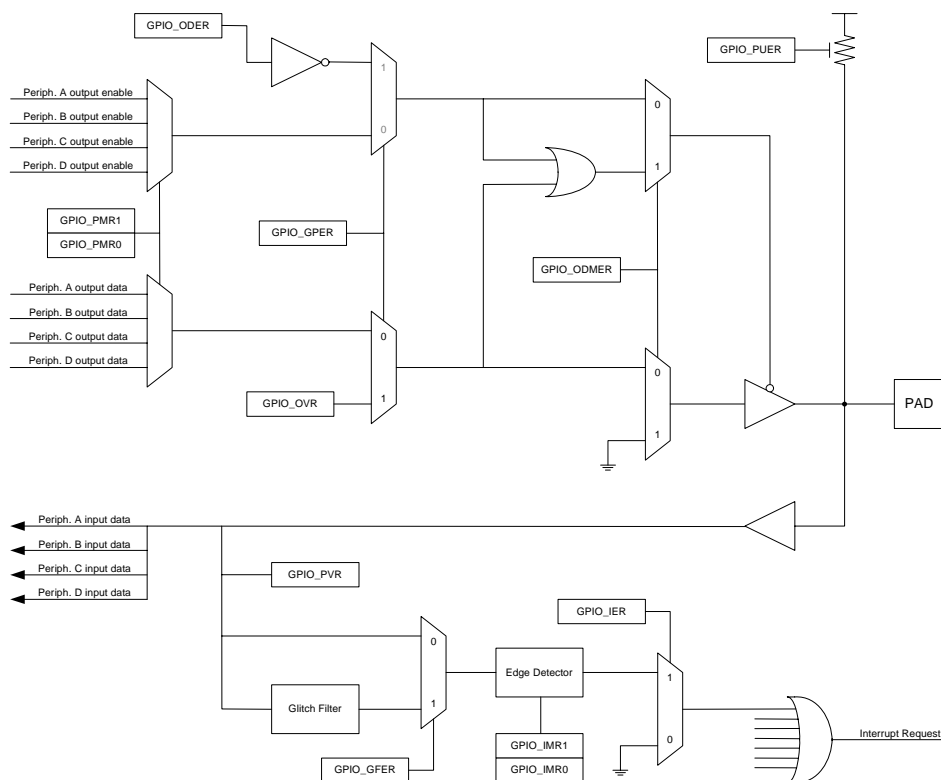 GPIO_ODER
GPIO_PUER
1
Periph. A output enable
0
Periph. B output enable
0
Periph. C output enable
1
Periph. D output enable
GPIO_PMR1
GPIO_PMR0
GPIO_GPER
GPIO_ODMER
Periph. A output data
Periph. B output data
0
Periph. C output data
Periph. D output data
0
GPIO_OVR
1
PAD
1
Periph. A input data
Periph. B input data
Periph. C input data
Periph. D input data
GPIO_PVR
GPIO_IER
0
Edge Detector
1
Glitch Filter
1
GPIO_IMR1
0
Interrupt Request
GPIO_GFER
GPIO_IMR0